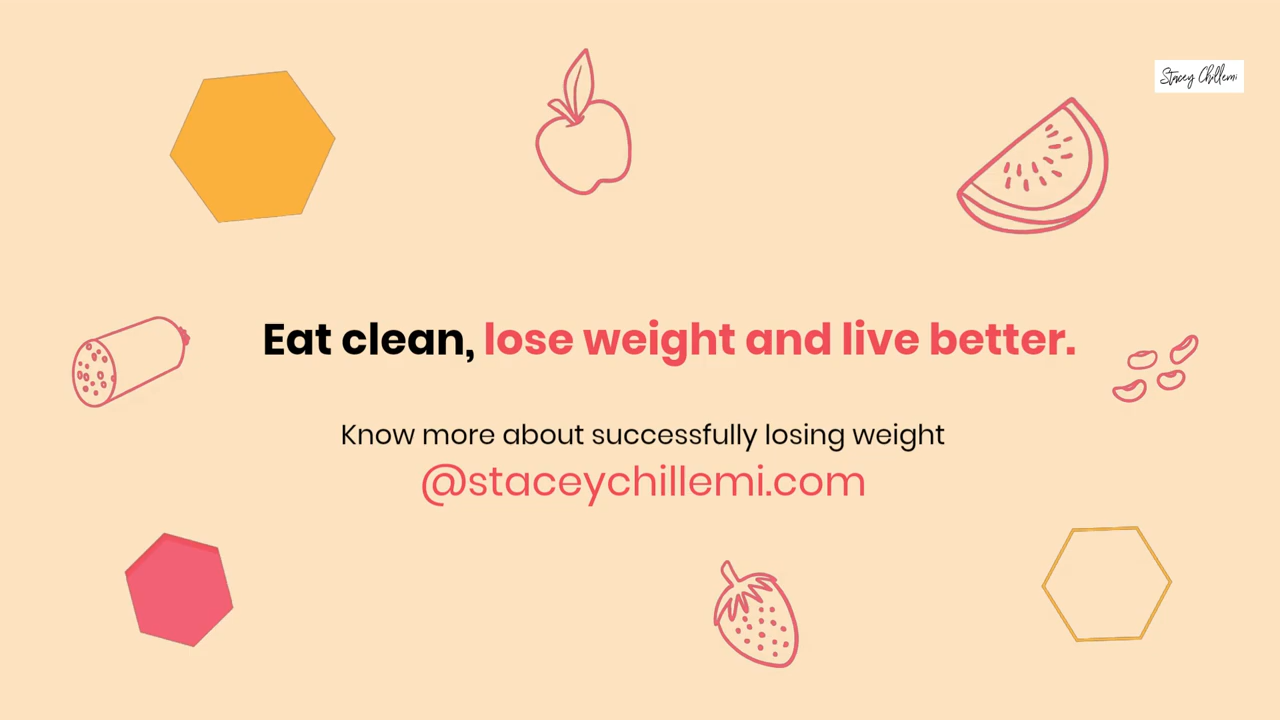 Stacey Chillemi
Eat clean, lose weight and live better.
Know more about successfully losing weight
@staceychillemi.com